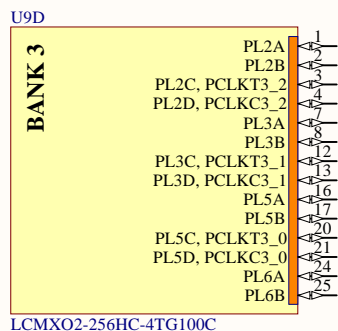 U9D
BANK 3
PL2A 1
PL2B 2
PL2C, PCLKT3_2 3
PL2D, PCLKC3_2 4
PL3A 7
PL3B 8
PL3C, PCLKT3_1 12
PL3D, PCLKC3_1 13
PL5A 16
PL5B 17
PL5C, PCLKT3_0 20
PL5D, PCLKC3_0 21
PL6A 24
PL6B 25
LCMXO2-256HC-4TG100C